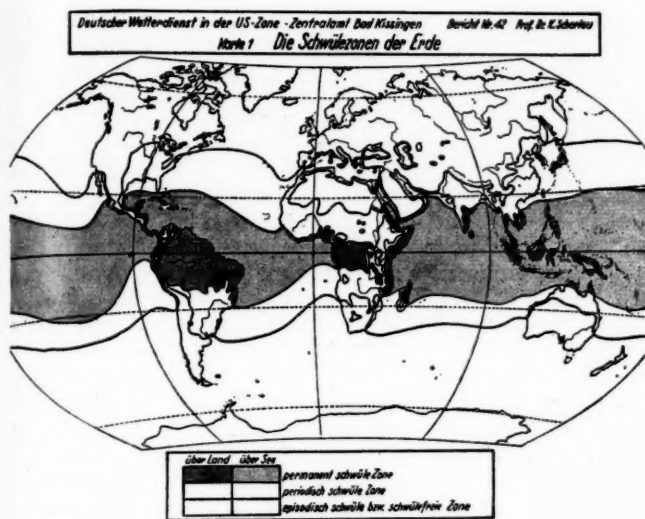 Deutscher Wetterdienst in der US-Zone - Zentralamt Bad Kissingen Bericht Nr. 42 Prof. Dr. K. Scharlau
Karte 1 Die Schwülezonen der Erde
über Land über See
permanent schwüle Zone
periodisch schwüle Zone
episodisch schwüle bzw. schwülefreie Zone